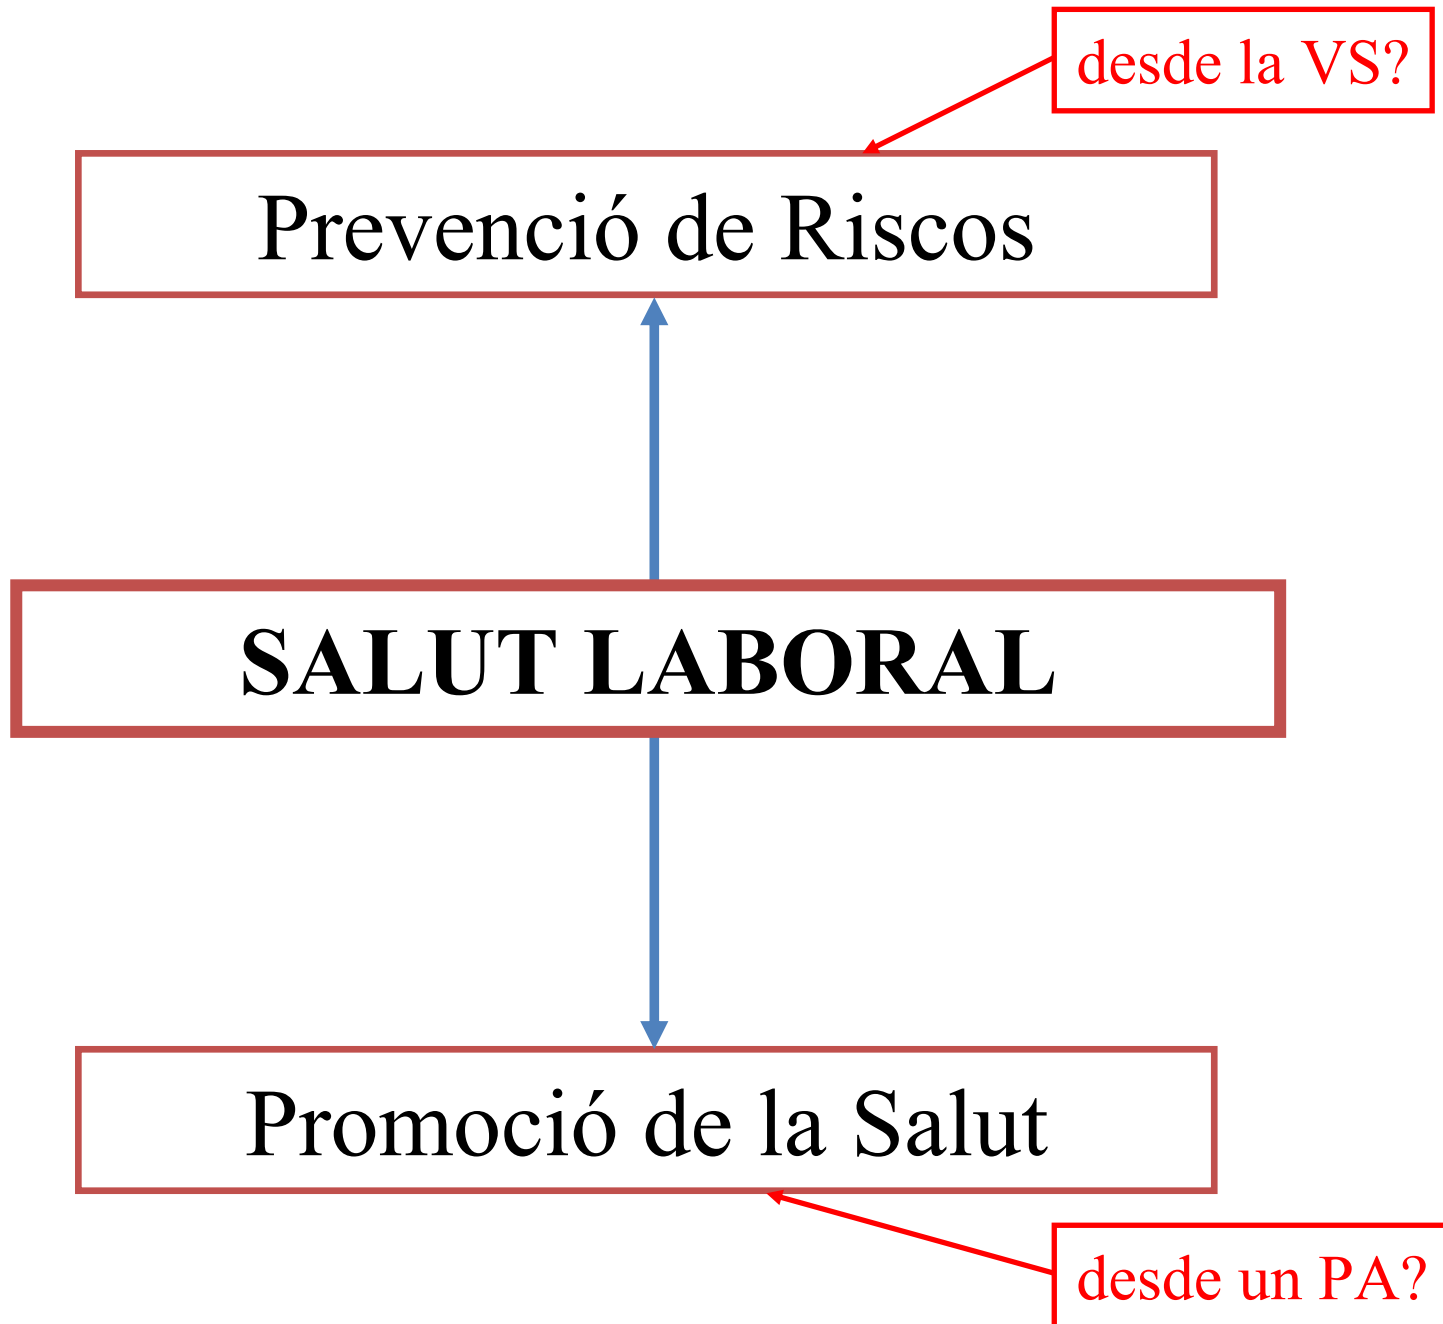 desde la VS?
Prevenció de Riscos
SALUT LABORAL
Promoció de la Salut
desde un PA?